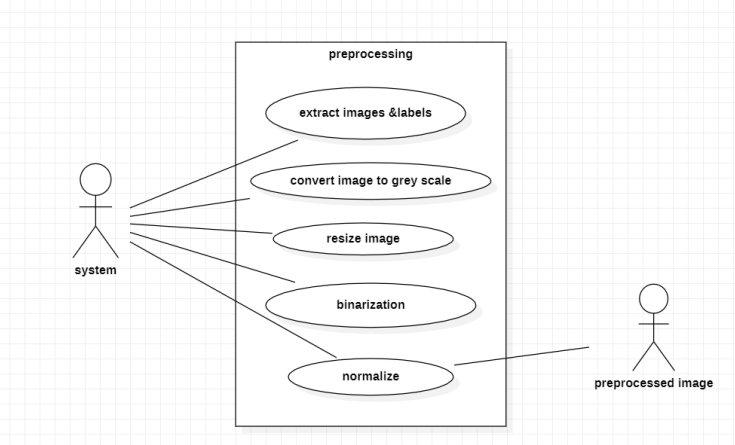 preprocessing
extract images &labels
convert image to grey scale
resize image
system
binarization
normalize
preprocessed image